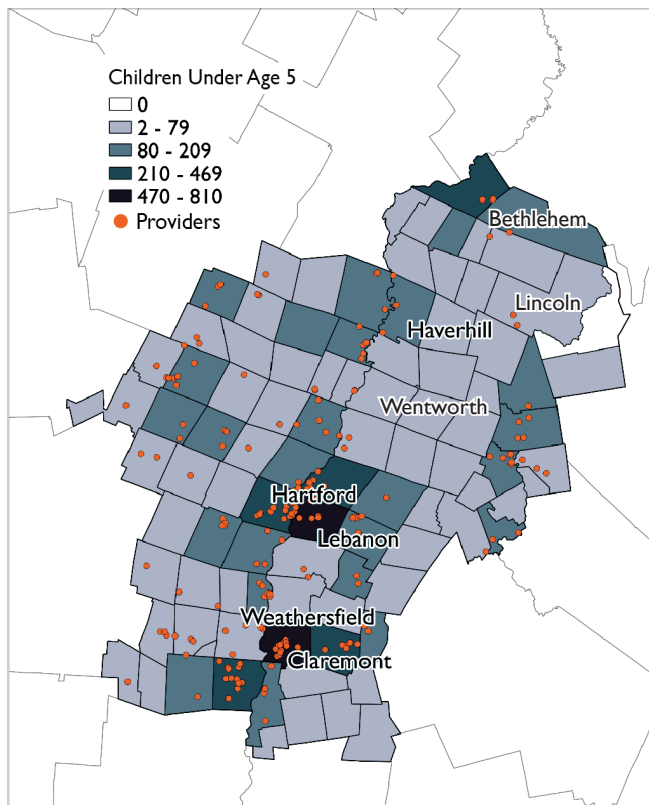 Children Under Age 5
0
2 - 79
80 - 209
210 - 469
470 - 810
Providers
Bethlehem
Lincoln
Haverhill
Wentworth
Hartford
Lebanon
Weathersfield
Claremont